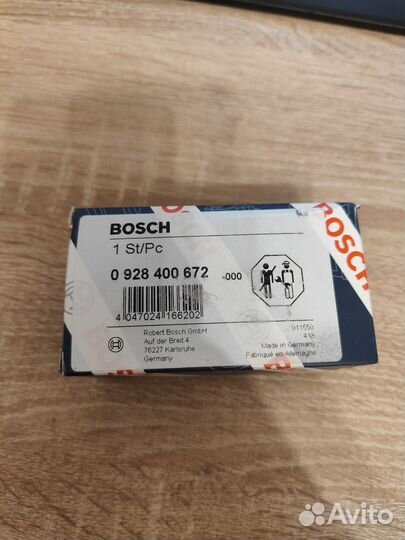 BOSCH
1 St/Pc
0 928 400 672 -000
4 047024 166202
Robert Bosch GmbH
Auf der Breit 4
76227 Karlsruhe
Germany
011550
418
Made in Germany
Fabriqué en Allemagne
BOSCH
Avito